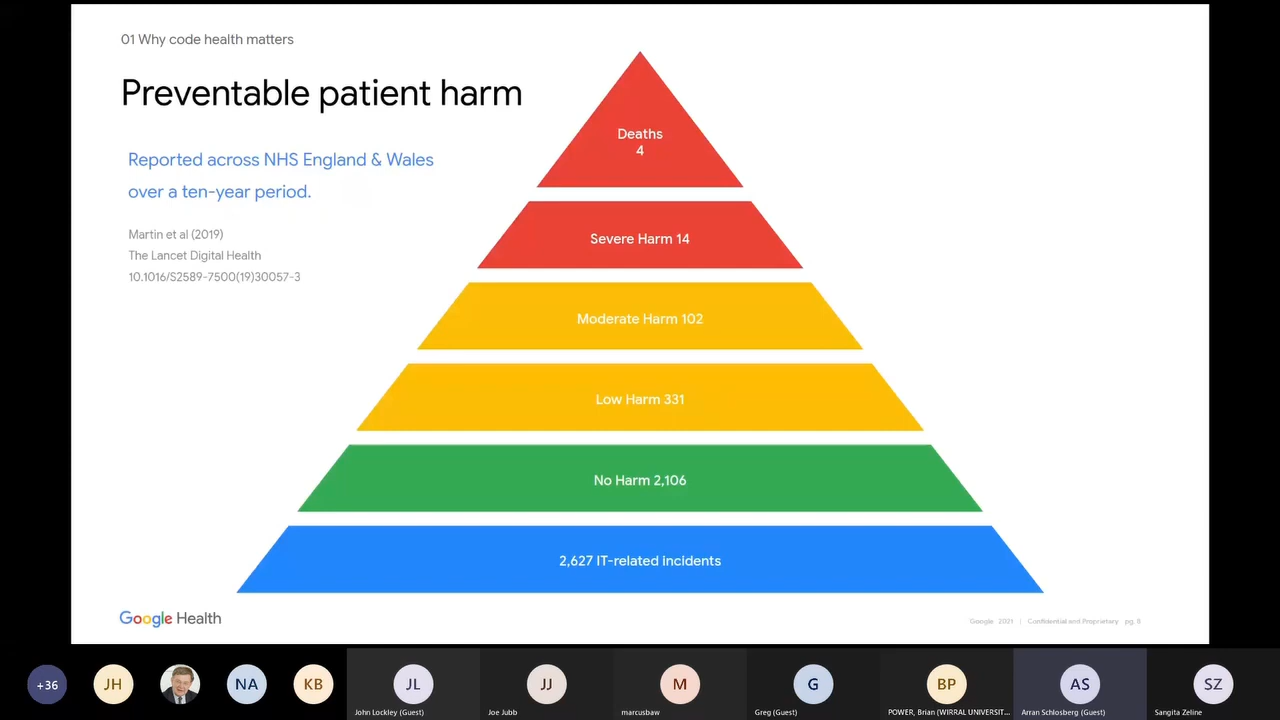 01 Why code health matters
Preventable patient harm
Reported across NHS England & Wales
over a ten-year period.
Martin et al (2019)
The Lancet Digital Health
10.1016/S2589-7500(19)30057-3
Deaths
4
Severe Harm 14
Moderate Harm 102
Low Harm 331
No Harm 2,106
2,627 IT-related incidents
Google Health
Google 2021 | Confidential and Proprietary pg. 8
+36
JH
NA
KB
JL
John Lockley (Guest)
JJ
Joe Jubb
M
marcusbaw
G
Greg (Guest)
BP
POWER, Brian (WIRRAL UNIVERSIT...
AS
Arran Schlosberg (Guest)
SZ
Sangita Zeline